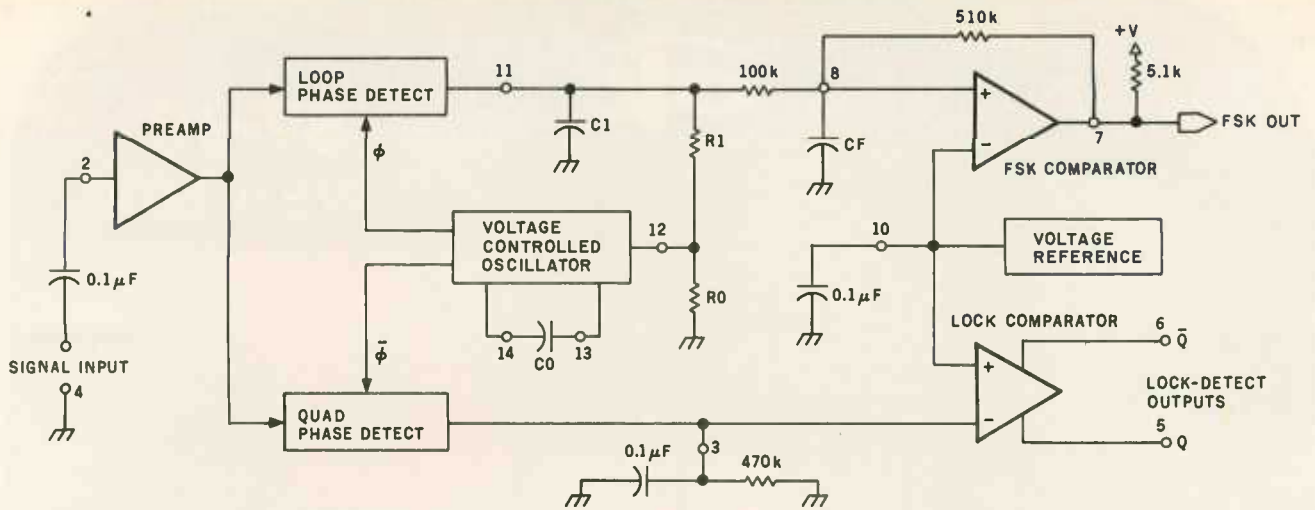 LOOP
PHASE DETECT
11
100k
8
510k
+V
5.1k
FSK OUT
7
FSK COMPARATOR
+
−
PREAMP
2
C1
R1
CF
ϕ
VOLTAGE
CONTROLLED
OSCILLATOR
12
10
VOLTAGE
REFERENCE
0.1μF
R0
0.1μF
14
C0
13
ϕ̄
SIGNAL INPUT
4
LOCK COMPARATOR
+
−
6
Q̄
LOCK-DETECT
OUTPUTS
5
Q
QUAD
PHASE DETECT
3
0.1μF
470k